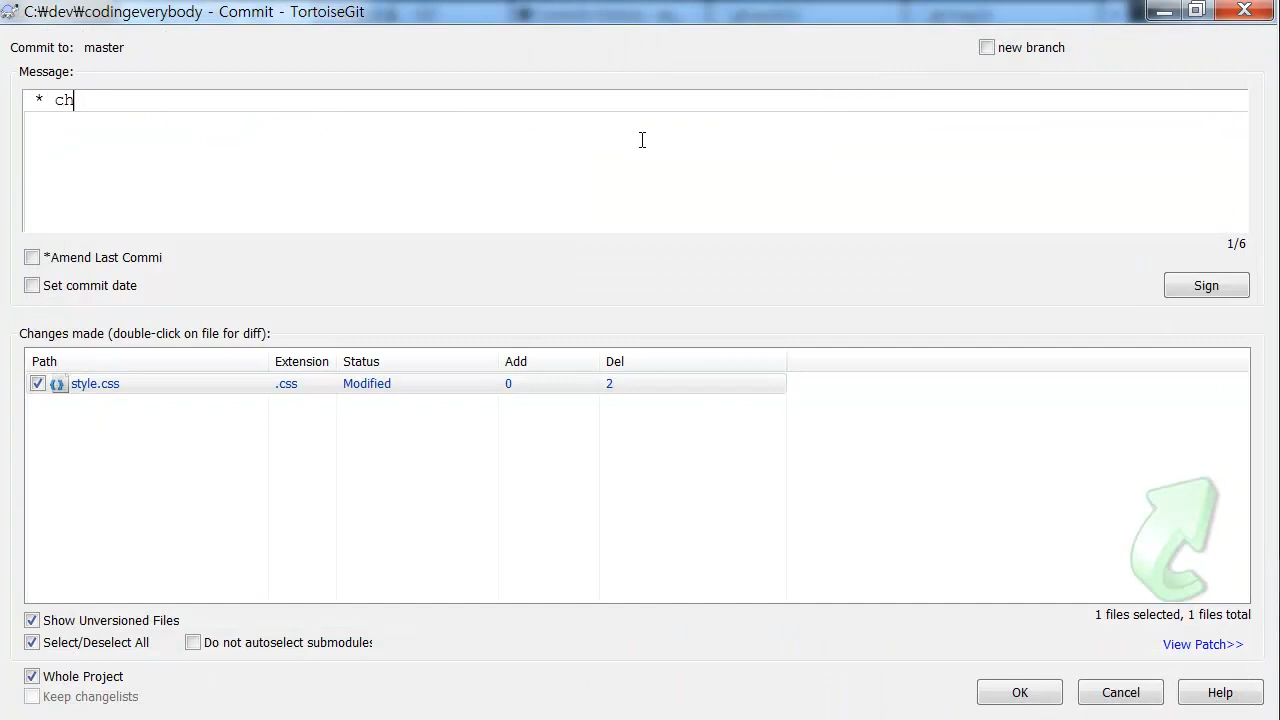 C:₩dev₩codingeverybody - Commit - TortoiseGit
Commit to: master
new branch
Message:
* ch
1/6
*Amend Last Commi
Set commit date
Sign
Changes made (double-click on file for diff):
Path Extension Status Add Del
style.css .css Modified 0 2
1 files selected, 1 files total
Show Unversioned Files
Select/Deselect All Do not autoselect submodules
View Patch>>
Whole Project
Keep changelists
OK Cancel Help